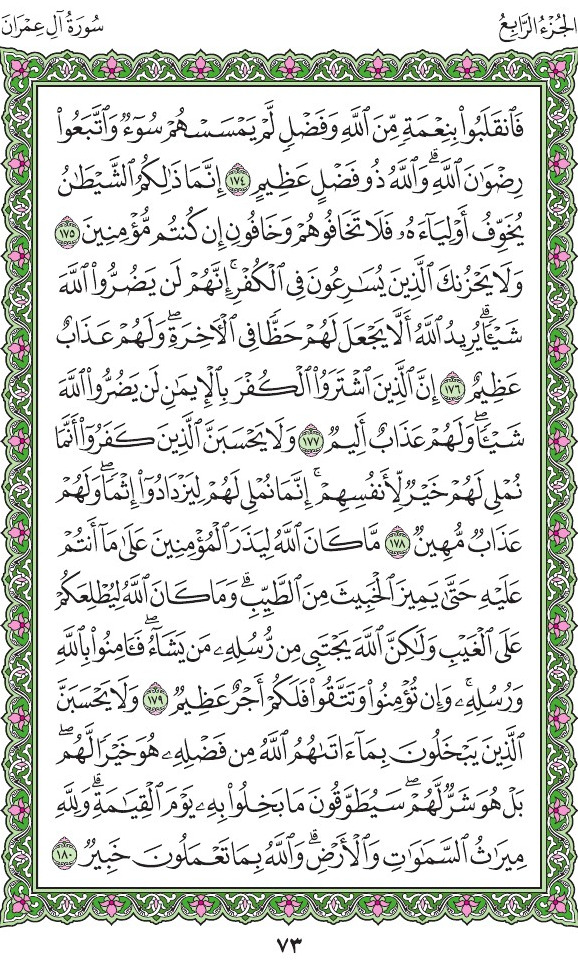 الجُزْءُ الرَّابِعُ
سُورَةُ آلِ عِمْرَانَ
فَٱنقَلَبُوا۟ بِنِعْمَةٍ مِّنَ ٱللَّهِ وَفَضْلٍ لَّمْ يَمْسَسْهُمْ سُوٓءٌ وَٱتَّبَعُوا۟
رِضْوَٰنَ ٱللَّهِ ۗ وَٱللَّهُ ذُو فَضْلٍ عَظِيمٍ ١٧٤ إِنَّمَا ذَٰلِكُمُ ٱلشَّيْطَٰنُ
يُخَوِّفُ أَوْلِيَآءَهُۥ فَلَا تَخَافُوهُمْ وَخَافُونِ إِن كُنتُم مُّؤْمِنِينَ ١٧٥
وَلَا يَحْزُنكَ ٱلَّذِينَ يُسَٰرِعُونَ فِى ٱلْكُفْرِ ۚ إِنَّهُمْ لَن يَضُرُّوا۟ ٱللَّهَ
شَيْـًٔا ۗ يُرِيدُ ٱللَّهُ أَلَّا يَجْعَلَ لَهُمْ حَظًّا فِى ٱلْـَٔاخِرَةِ ۖ وَلَهُمْ عَذَابٌ
عَظِيمٌ ١٧٦ إِنَّ ٱلَّذِينَ ٱشْتَرَوُا۟ ٱلْكُفْرَ بِٱلْإِيمَٰنِ لَن يَضُرُّوا۟ ٱللَّهَ
شَيْـًٔا ۖ وَلَهُمْ عَذَابٌ أَلِيمٌ ١٧٧ وَلَا يَحْسَبَنَّ ٱلَّذِينَ كَفَرُوٓا۟ أَنَّمَا
نُمْلِى لَهُمْ خَيْرٌ لِّأَنفُسِهِمْ ۚ إِنَّمَا نُمْلِى لَهُمْ لِيَزْدَادُوٓا۟ إِثْمًا ۖ وَلَهُمْ
عَذَابٌ مُّهِينٌ ١٧٨ مَّا كَانَ ٱللَّهُ لِيَذَرَ ٱلْمُؤْمِنِينَ عَلَىٰ مَآ أَنتُمْ
عَلَيْهِ حَتَّىٰ يَمِيزَ ٱلْخَبِيثَ مِنَ ٱلطَّيِّبِ ۗ وَمَا كَانَ ٱللَّهُ لِيُطْلِعَكُمْ
عَلَى ٱلْغَيْبِ وَلَٰكِنَّ ٱللَّهَ يَجْتَبِى مِن رُّسُلِهِۦ مَن يَشَآءُ ۖ فَـَٔامِنُوا۟ بِٱللَّهِ
وَرُسُلِهِۦ ۚ وَإِن تُؤْمِنُوا۟ وَتَتَّقُوا۟ فَلَكُمْ أَجْرٌ عَظِيمٌ ١٧٩ وَلَا يَحْسَبَنَّ
ٱلَّذِينَ يَبْخَلُونَ بِمَآ ءَاتَىٰهُمُ ٱللَّهُ مِن فَضْلِهِۦ هُوَ خَيْرًا لَّهُم ۖ
بَلْ هُوَ شَرٌّ لَّهُمْ ۖ سَيُطَوَّقُونَ مَا بَخِلُوا۟ بِهِۦ يَوْمَ ٱلْقِيَٰمَةِ ۗ وَلِلَّهِ
مِيرَٰثُ ٱلسَّمَٰوَٰتِ وَٱلْأَرْضِ ۗ وَٱللَّهُ بِمَا تَعْمَلُونَ خَبِيرٌ ١٨٠
٧٣